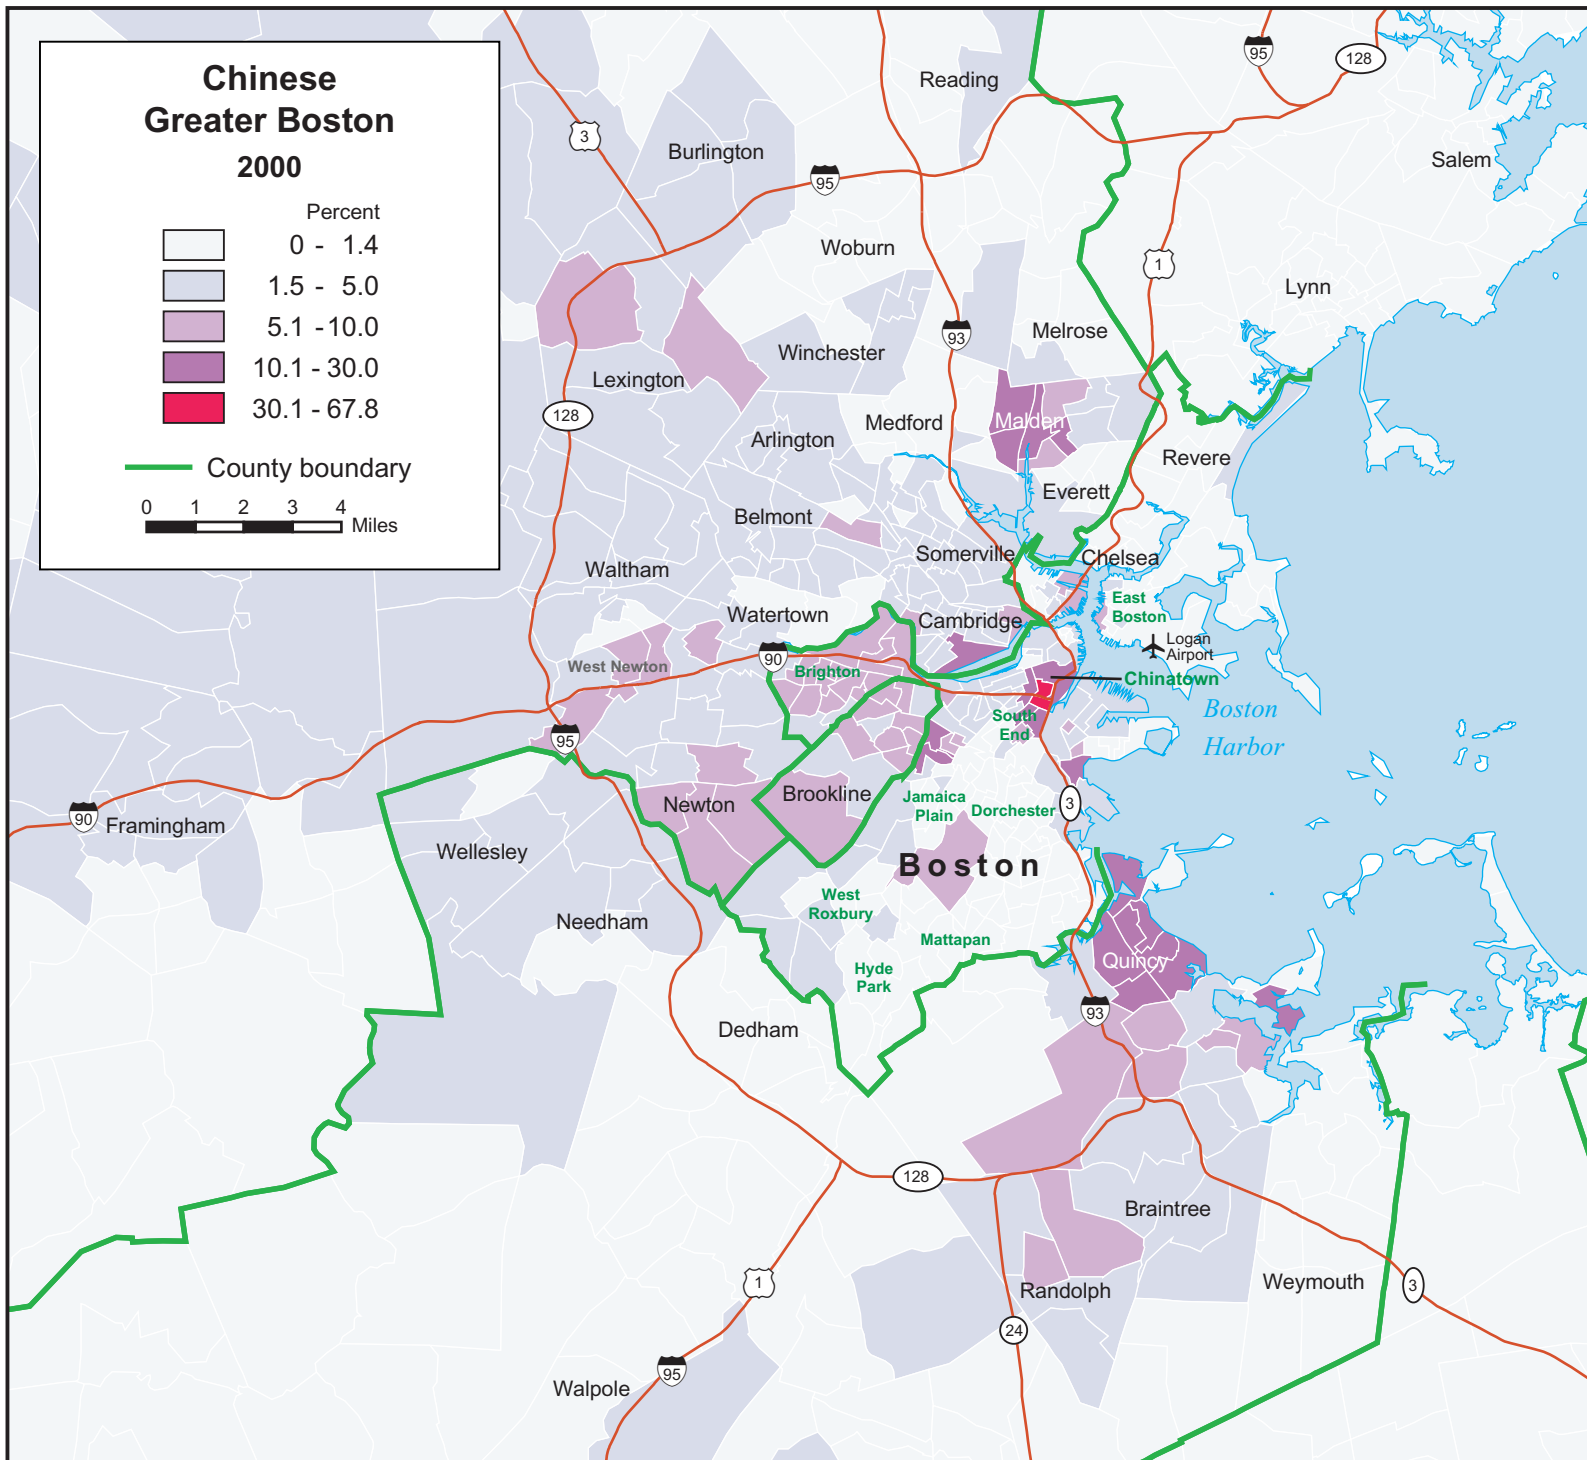 Chinese
Greater Boston
2000
Percent
0 - 1.4
1.5 - 5.0
5.1 - 10.0
10.1 - 30.0
30.1 - 67.8
County boundary
0 1 2 3 4
Miles
95
128
3
Reading
Burlington
Salem
95
Woburn
1
Lynn
93
Melrose
Winchester
Lexington
128
Malden
Medford
Arlington
Revere
Everett
Belmont
Somerville
Chelsea
Waltham
East
Boston
Watertown
Cambridge
Logan
Airport
90
West Newton
Brighton
Chinatown
Boston
Harbor
South
End
95
Brookline
Newton
Jamaica
Plain
Dorchester
3
90
Framingham
Wellesley
Boston
West
Roxbury
Needham
Mattapan
Quincy
Hyde
Park
93
Dedham
128
Braintree
1
Randolph
Weymouth
3
24
95
Walpole